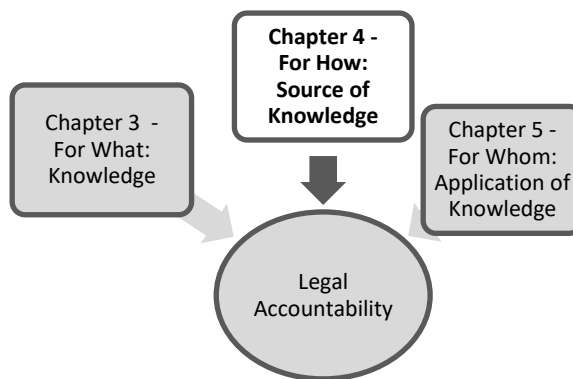 Chapter 4 -
For How:
Source of
Knowledge
Chapter 3  -
For What:
Knowledge
Chapter 5 -
For Whom:
Application of
Knowledge
Legal
Accountability